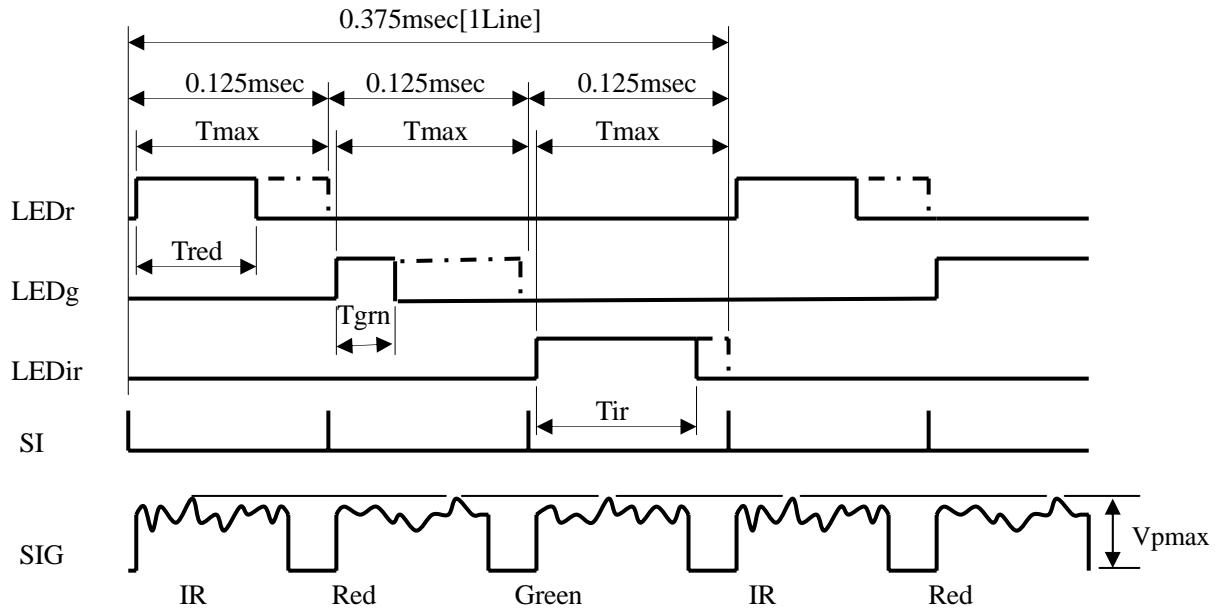 0.375msec[1Line]
0.125msec 0.125msec 0.125msec
Tmax Tmax Tmax
LEDr
Tred
LEDg
Tgrn
LEDir
Tir
SI
SIG
Vpmax
IR Red Green IR Red